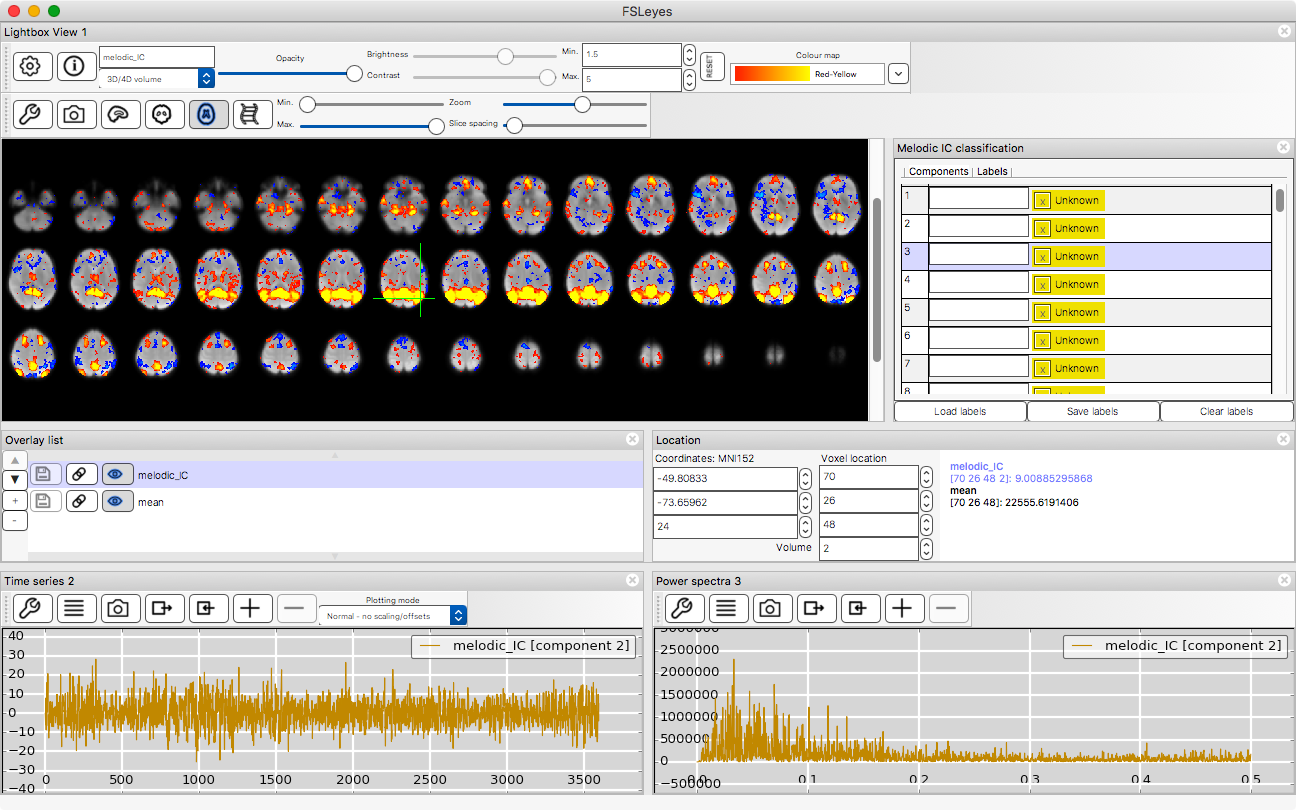 FSLeyes
Lightbox View 1
melodic_IC
3D/4D volume
Opacity
Brightness
Contrast
Min. 1.5
Max. 5
RESET
Colour map
Red-Yellow
Min.
Max.
Zoom
Slice spacing
Melodic IC classification
Components Labels
1 x Unknown
2 x Unknown
3 x Unknown
4 x Unknown
5 x Unknown
6 x Unknown
7 x Unknown
8
Load labels Save labels Clear labels
Overlay list
melodic_IC
mean
+
-
Location
Coordinates: MNI152 Voxel location
-49.80833 70
-73.65962 26
24 48
Volume 2
melodic_IC
[70 26 48 2]: 9.00885295868
mean
[70 26 48]: 22555.6191406
Time series 2
Plotting mode
Normal - no scaling/offsets
melodic_IC [component 2]
40
30
20
10
0
−10
−20
−30
−40
0 500 1000 1500 2000 2500 3000 3500
Power spectra 3
melodic_IC [component 2]
3000000
2500000
2000000
1500000
1000000
500000
0
−500000
0.0 0.1 0.2 0.3 0.4 0.5